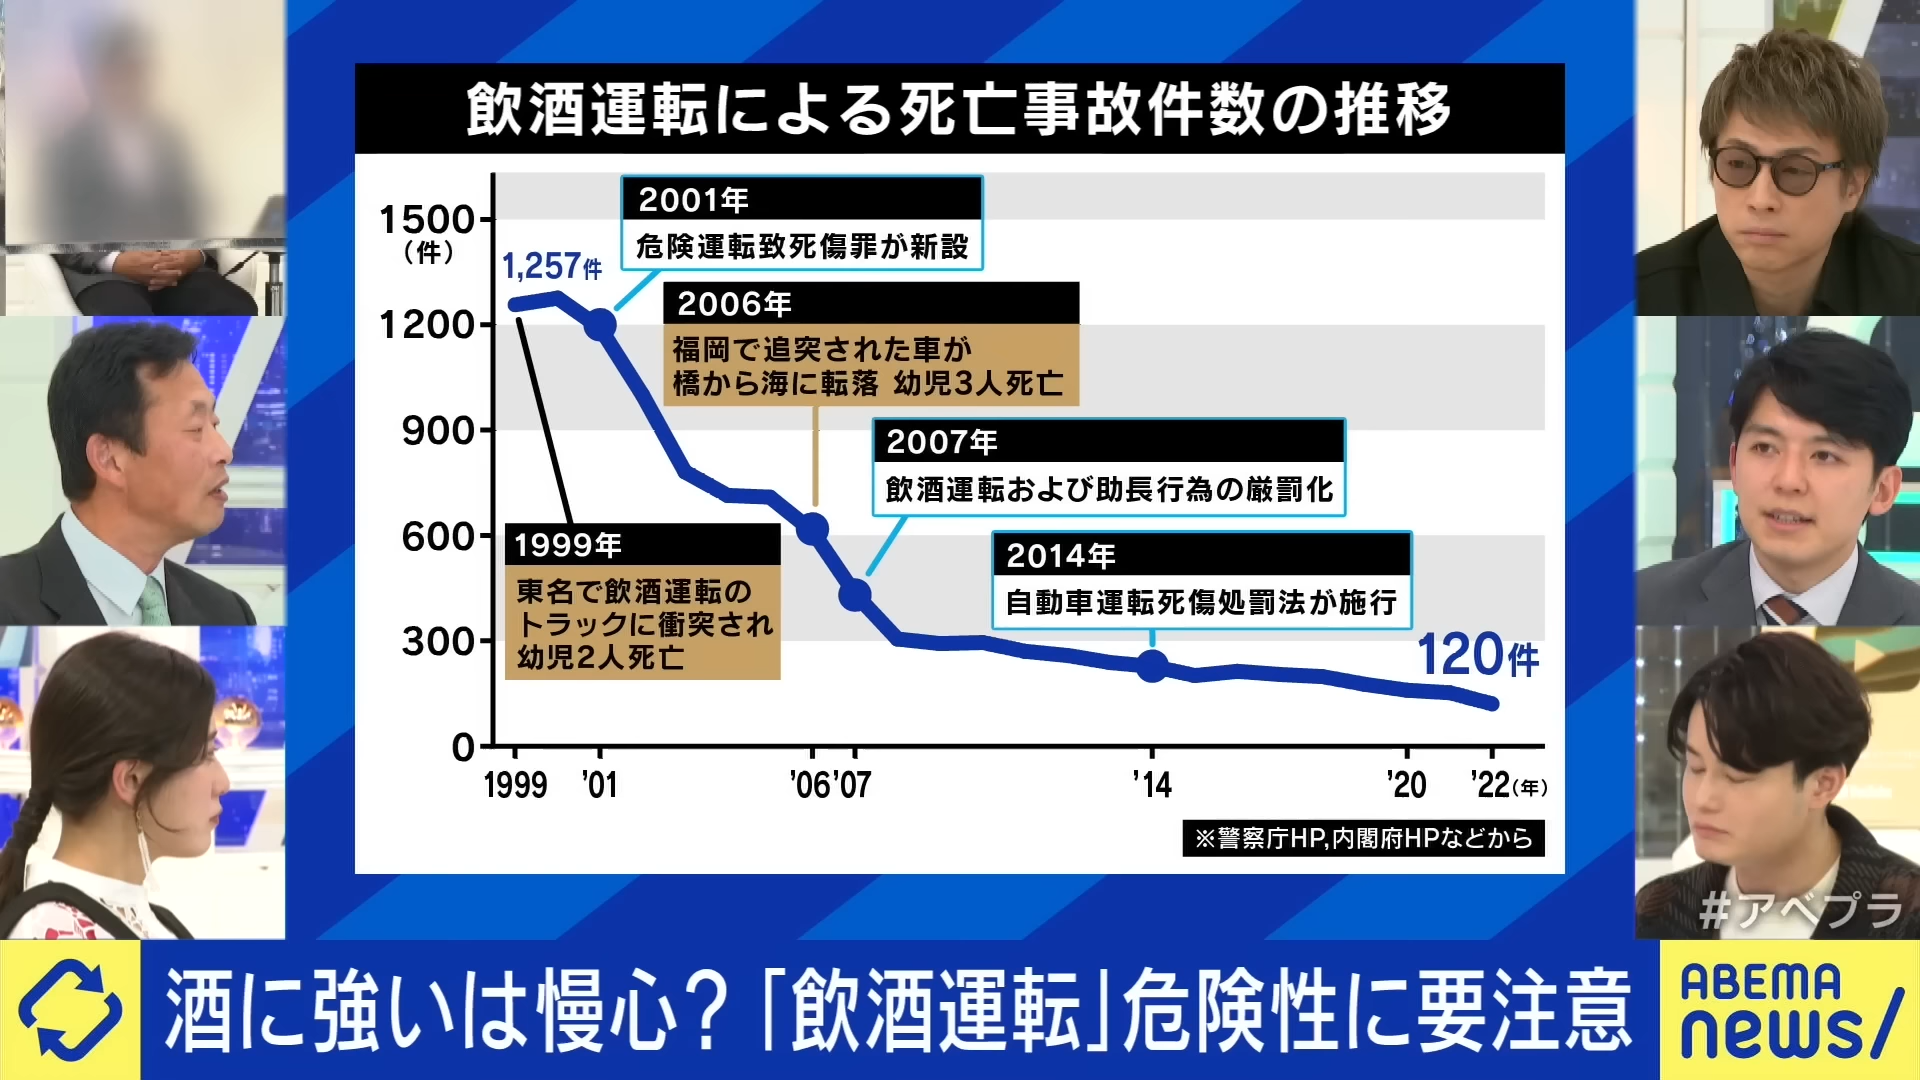 飲酒運転による死亡事故件数の推移
1500
(件)
1,257件
1200
900
600
300
0
2001年
危険運転致死傷罪が新設
2006年
福岡で追突された車が
橋から海に転落 幼児3人死亡
2007年
飲酒運転および助長行為の厳罰化
1999年
東名で飲酒運転の
トラックに衝突され
幼児2人死亡
2014年
自動車運転死傷処罰法が施行
120件
1999 '01 '06 '07 '14 '20 '22(年)
※警察庁HP,内閣府HPなどから
#アベプラ
酒に強いは慢心?「飲酒運転」危険性に要注意
ABEMA
news/